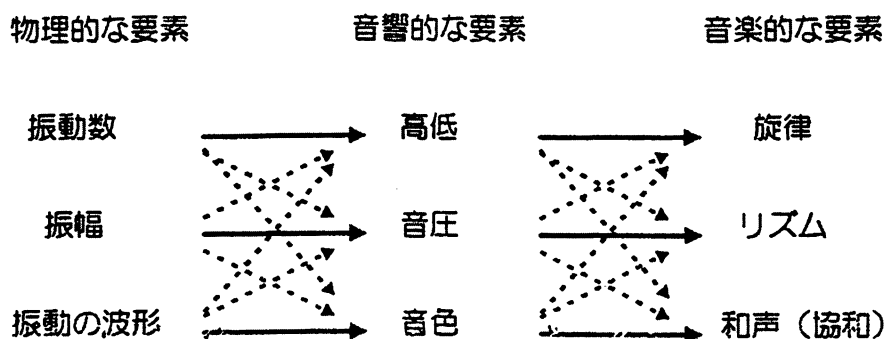 物理的な要素 音響的な要素 音楽的な要素
振動数 高低 旋律
振幅 音圧 リズム
振動の波形 音色 和声（協和）